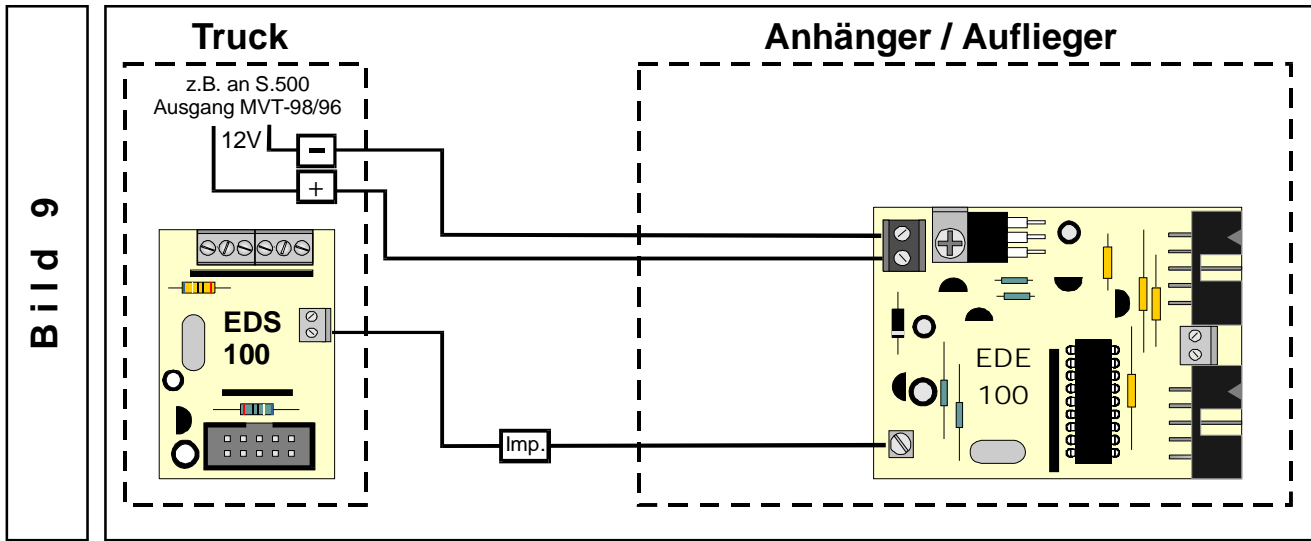 Bild 9
Truck
Anhänger / Auflieger
z.B. an S.500
Ausgang MVT-98/96
12V
-
+
EDS
100
Imp.
EDE
100